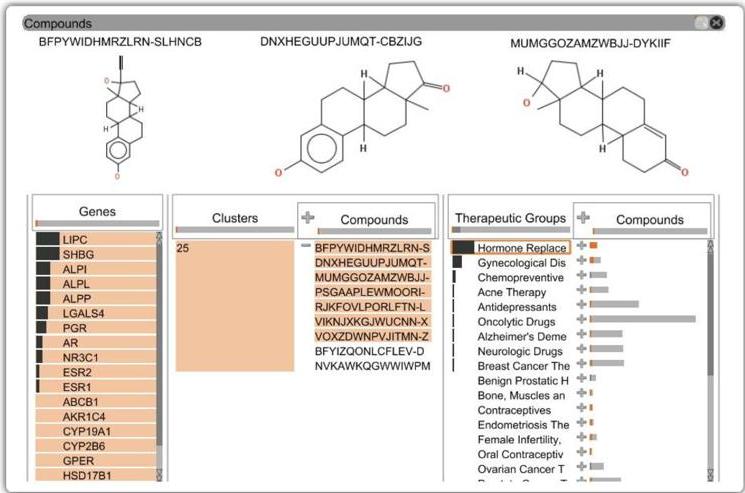 Compounds
BFPYWIDHMRZLRN-SLHNCB
DNXHEGUUPJUMQT-CBZIJG
MUMGGOZAMZWBJJ-DYKIIF
O
H
H
O
H
H
O
O
H
H
O
H
O
Genes
LIPC
SHBG
ALPI
ALPL
ALPP
LGALS4
PGR
AR
NR3C1
ESR2
ESR1
ABCB1
AKR1C4
CYP19A1
CYP2B6
GPER
HSD17B1
Clusters
25
Compounds
BFPYWIDHMRZLRN-S
DNXHEGUUPJUMQT-
MUMGGOZAMZWBJJ-
PSGAAPLEWMOORI-
RJKFOVLPORLFTN-L
VIKNJXKGJWUCNN-X
VOXZDWNPVJITMN-Z
BFYIZQONLCFLEV-D
NVKAWKQGWWIWPM
Therapeutic Groups
Hormone Replace
Gynecological Dis
Chemopreventive
Acne Therapy
Antidepressants
Oncolytic Drugs
Alzheimer's Deme
Neurologic Drugs
Breast Cancer The
Benign Prostatic H
Bone, Muscles an
Contraceptives
Endometriosis The
Female Infertility,
Oral Contraceptiv
Ovarian Cancer T
Compounds